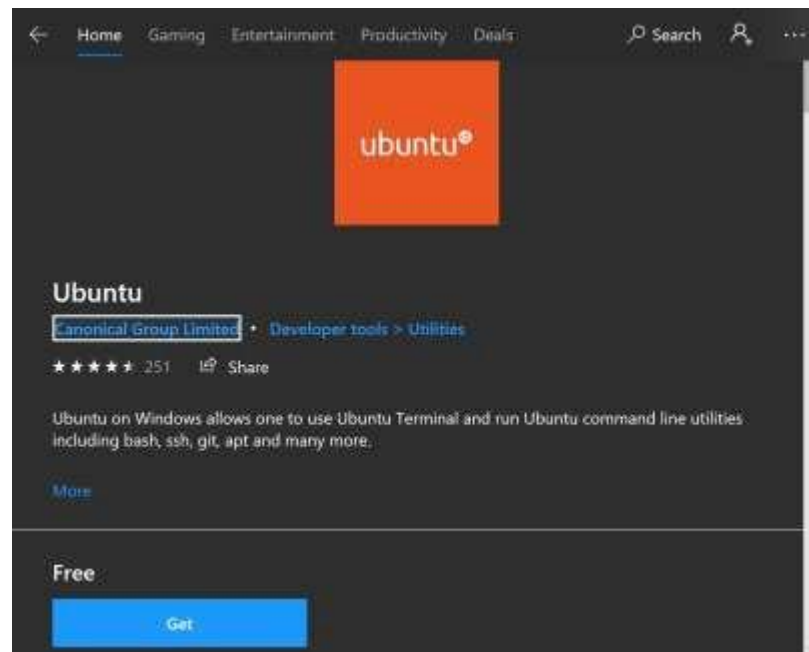 Home Gaming Entertainment Productivity Deals Search
ubuntu®
Ubuntu
Canonical Group Limited • Developer tools > Utilities
251 Share
Ubuntu on Windows allows one to use Ubuntu Terminal and run Ubuntu command line utilities
including bash, ssh, git, apt and many more.
More
Free
Get